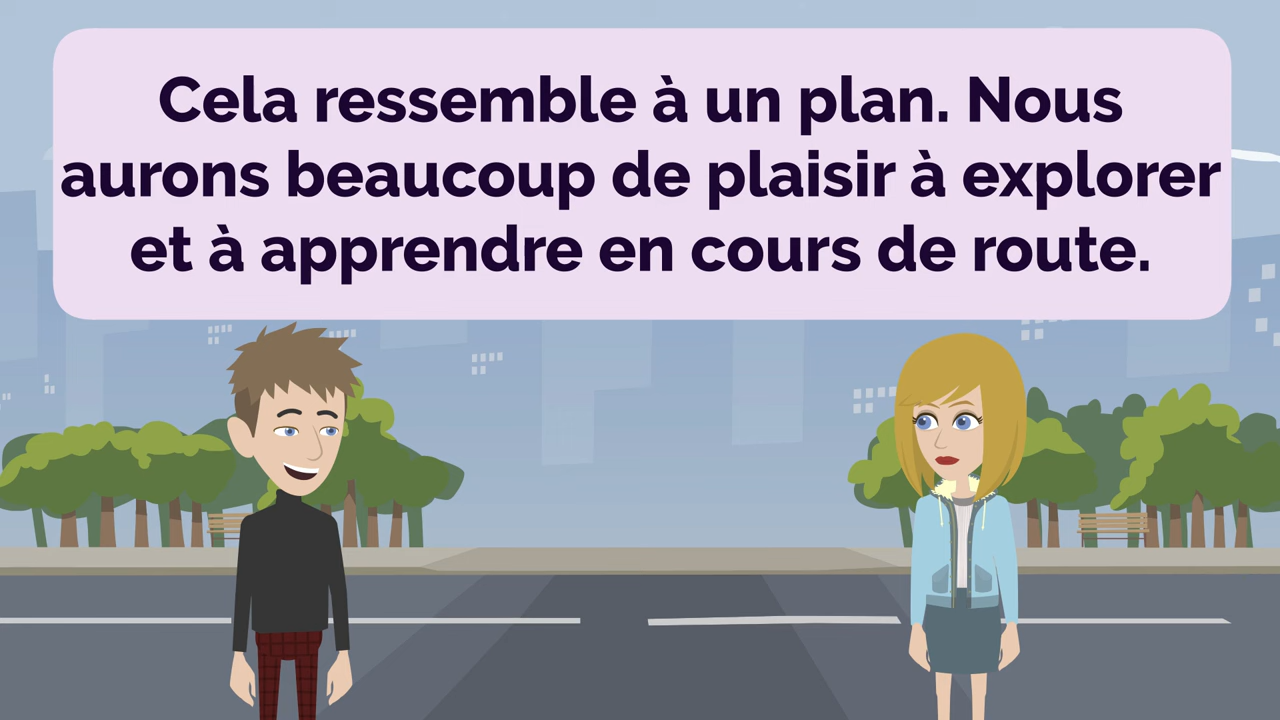 Cela ressemble à un plan. Nous
aurons beaucoup de plaisir à explorer
et à apprendre en cours de route.